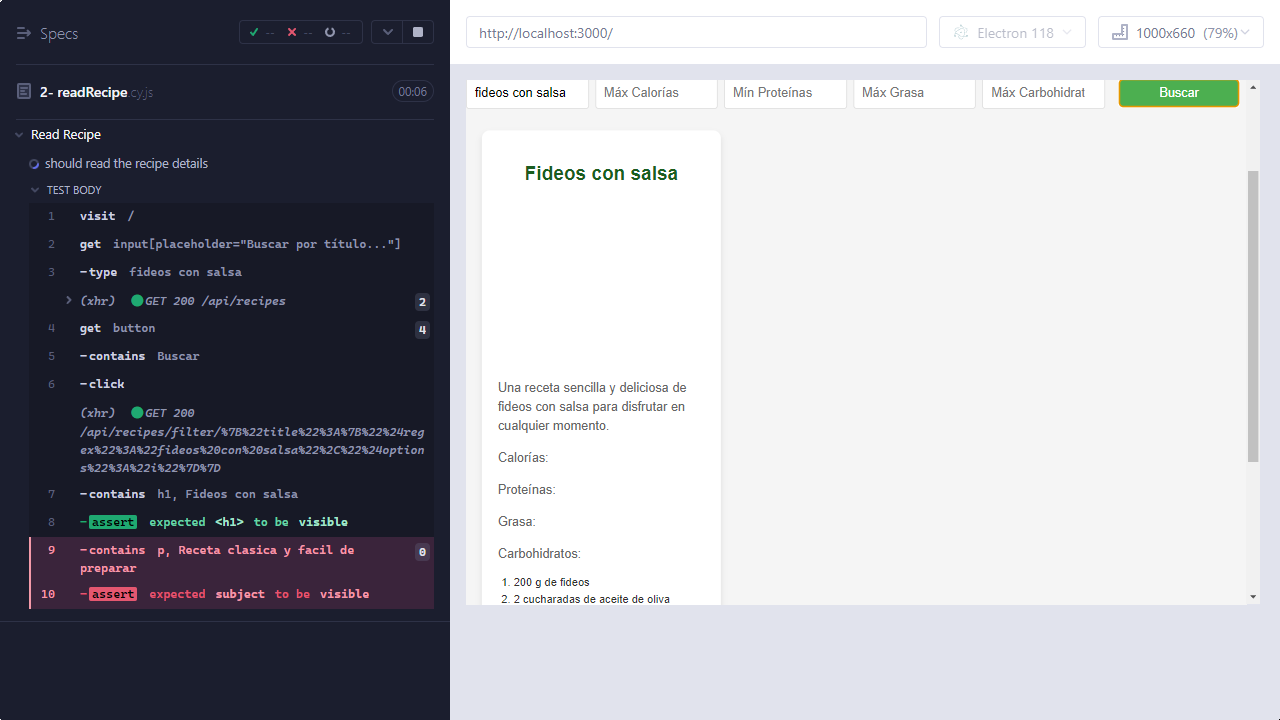 Specs
-- -- --
2- readRecipe.cy.js
00:06
Read Recipe
should read the recipe details
TEST BODY
1 visit /
2 get input[placeholder="Buscar por título..."]
3 -type fideos con salsa
(xhr) GET 200 /api/recipes 2
4 get button 4
5 -contains Buscar
6 -click
(xhr) GET 200
/api/recipes/filter/%7B%22title%22%3A%7B%22%24reg
ex%22%3A%22fideos%20con%20salsa%22%2C%22%24option
s%22%3A%22i%22%7D%7D
7 -contains h1, Fideos con salsa
8 -assert expected <h1> to be visible
9 -contains p, Receta clasica y facil de 0
preparar
10 -assert expected subject to be visible
http://localhost:3000/
Electron 118
1000x660 (79%)
fideos con salsa
Máx Calorías
Mín Proteínas
Máx Grasa
Máx Carbohidrat
Buscar
Fideos con salsa
Una receta sencilla y deliciosa de
fideos con salsa para disfrutar en
cualquier momento.
Calorías:
Proteínas:
Grasa:
Carbohidratos:
1. 200 g de fideos
2. 2 cucharadas de aceite de oliva